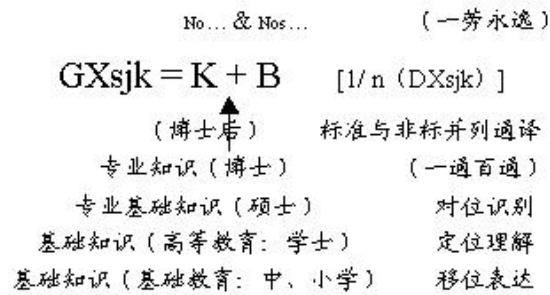 No… & Nos… （一劳永逸）
GXsjk = K + B [1/ n（DXsjk）]
（博士后） 标准与非标并列通译
专业知识（博士） （一通百通）
专业基础知识（硕士） 对位识别
基础知识（高等教育：学士） 定位理解
基础知识（基础教育：中、小学） 移位表达